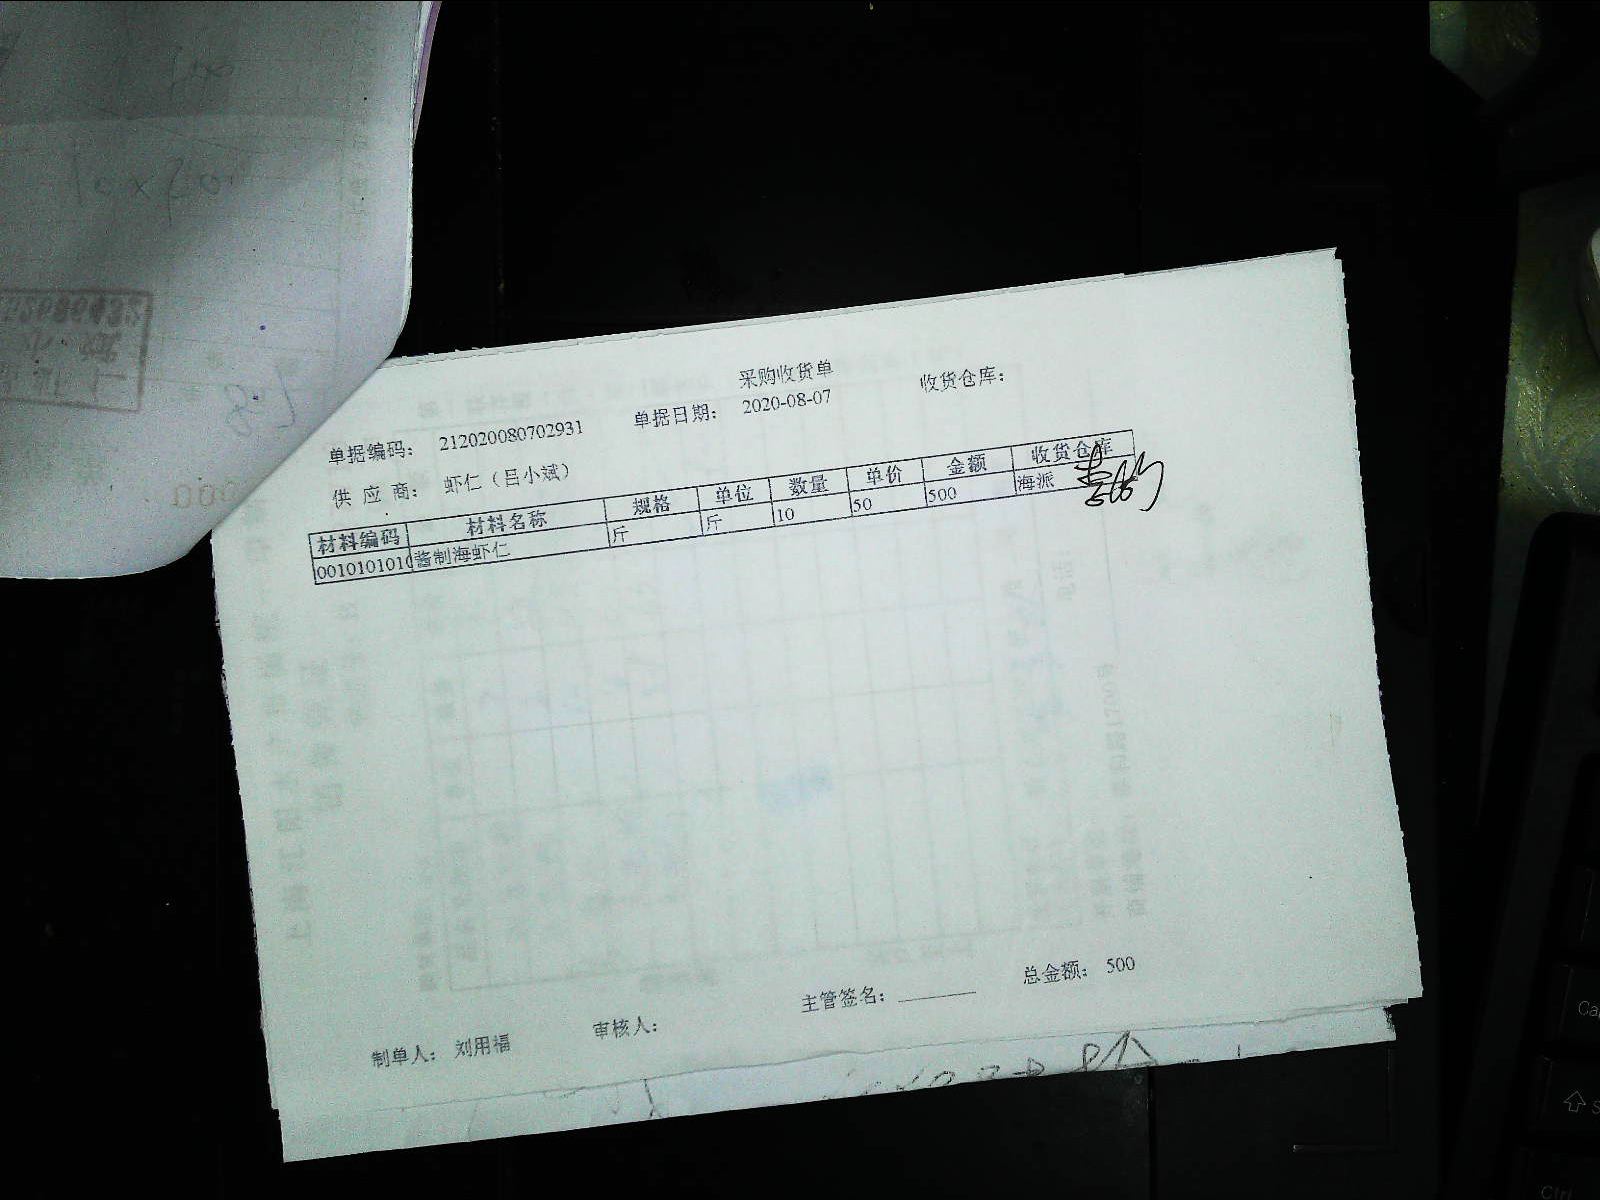 采购收货单
单据编码： 212020080702931 单据日期： 2020-08-07 收货仓库：
供 应 商： 虾仁（吕小斌）
材料编码 材料名称 规格 单位 数量 单价 金额 收货仓库
0010101010 酱制海虾仁 斤 斤 10 50 500 海派
总金额： 500
制单人： 刘用福 审核人： 主管签名：